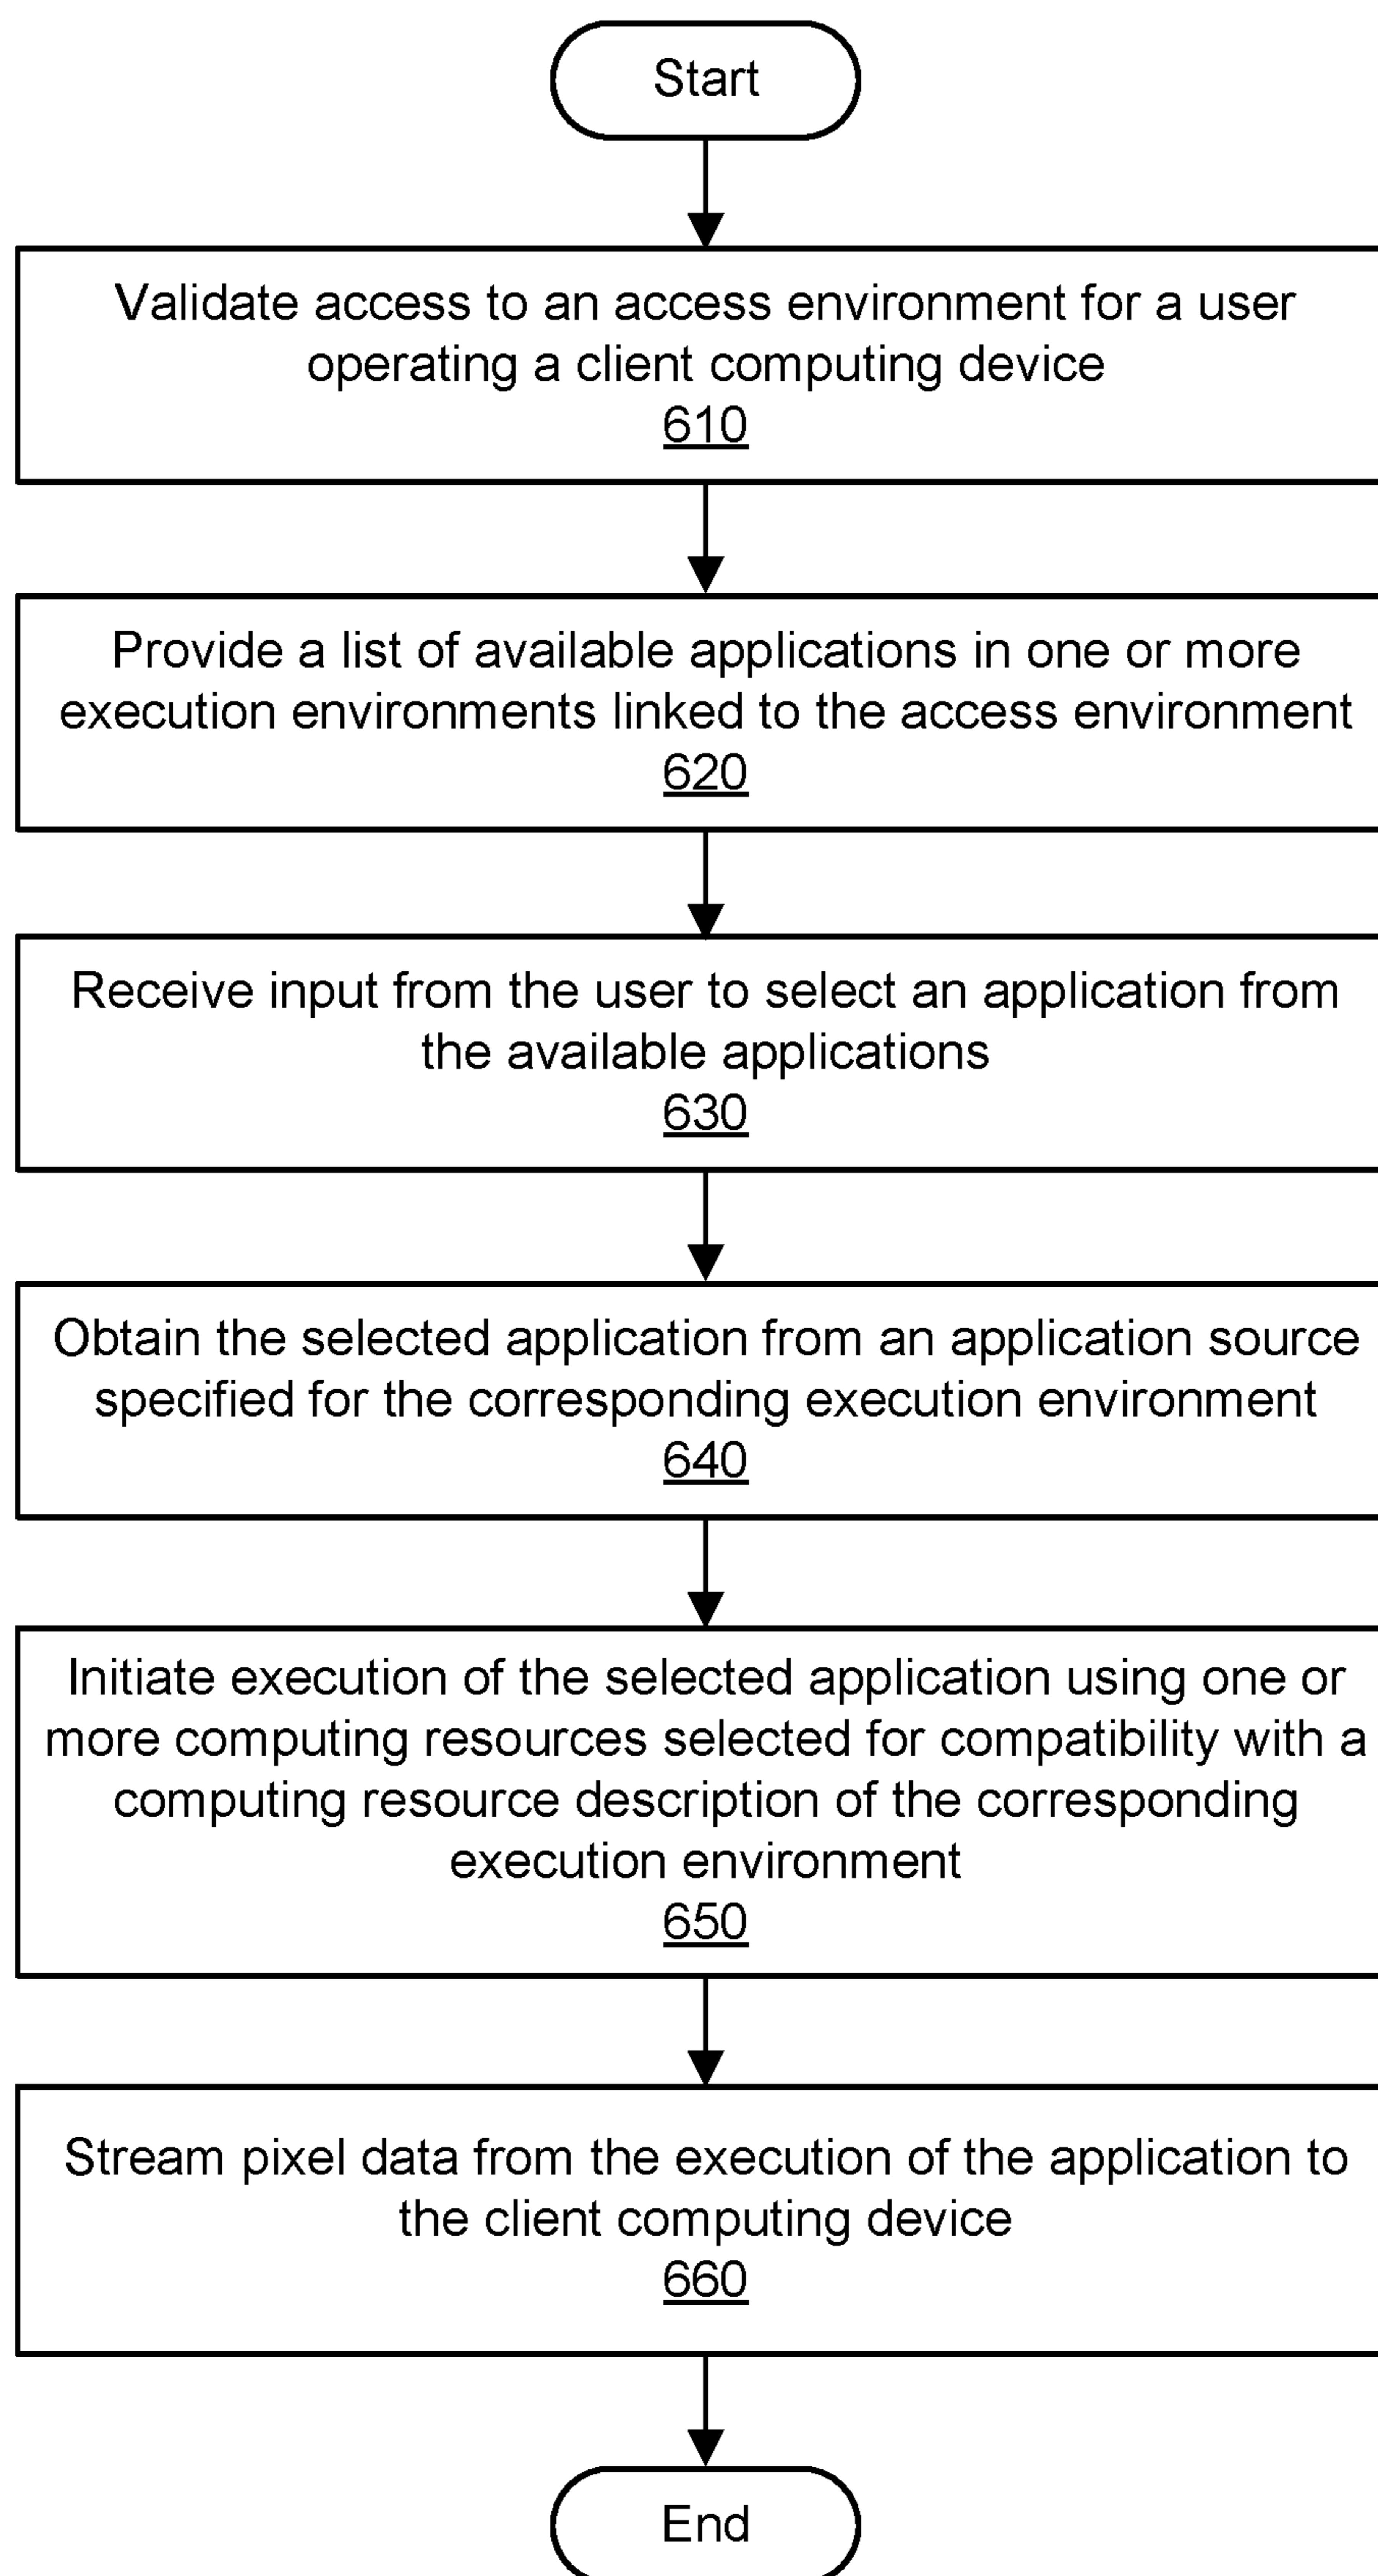 Start
Validate access to an access environment for a user
operating a client computing device
610
Provide a list of available applications in one or more
execution environments linked to the access environment
620
Receive input from the user to select an application from
the available applications
630
Obtain the selected application from an application source
specified for the corresponding execution environment
640
Initiate execution of the selected application using one or
more computing resources selected for compatibility with a
computing resource description of the corresponding
execution environment
650
Stream pixel data from the execution of the application to
the client computing device
660
End